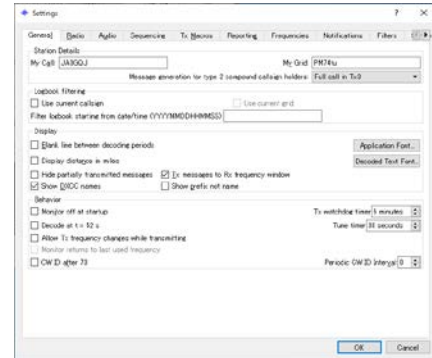 Settings ? ×
General Radio Audio Sequencing Tx Macros Reporting Frequencies Notifications Filters
Station Details
My Call: JA9GOJ My Grid: PM74tu
Message generation for type 2 compound callsign holders: Full call in Tx3
Logbook filtering
Use current callsign Use current grid
Filter logbook starting from date/time (YYYYMMDDHHMMSS)
Display
Blank line between decoding periods Application Font...
Display distance in miles Decoded Text Font...
Hide partially transmitted messages Tx messages to Rx frequency window
Show DXCC names Show prefix not name
Behavior
Monitor off at startup Tx watchdog timer minutes
Decode at t = 52 s Tune timer seconds
Allow Tx frequency changes while transmitting
Monitor returns to last used frequency
CW ID after 73 Periodic CW ID Interval 0
OK Cancel